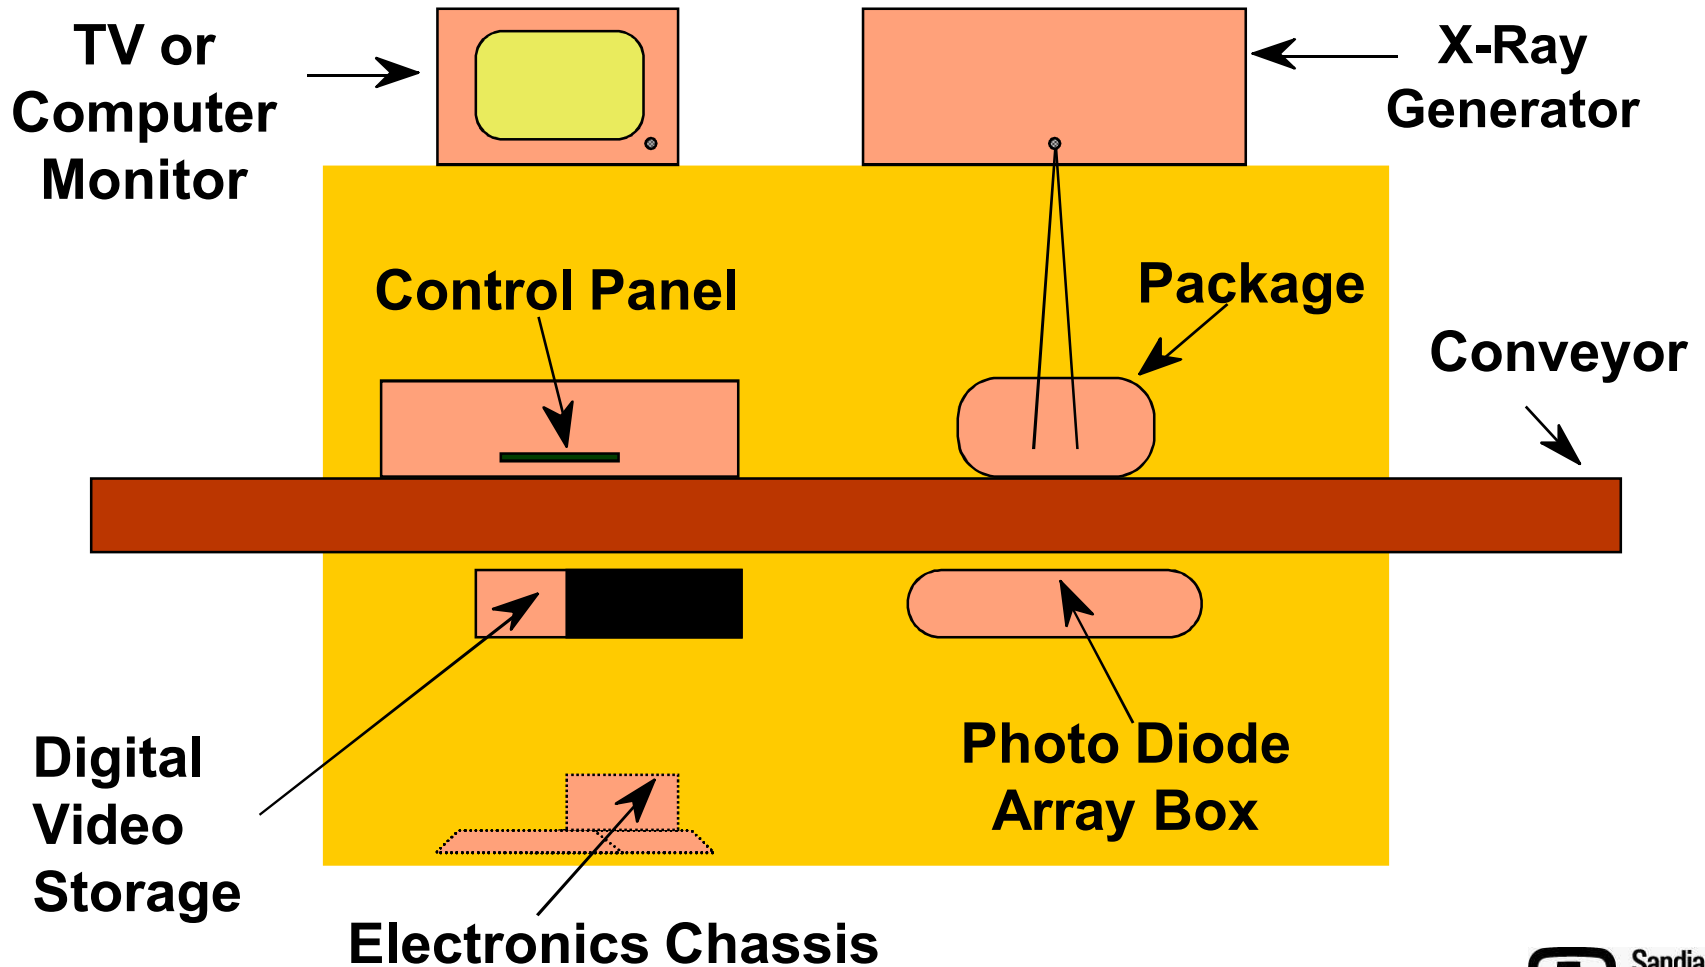 TV or
Computer
Monitor
X-Ray
Generator
Control Panel
Package
Conveyor
Digital
Video
Storage
Photo Diode
Array Box
Electronics Chassis
Sandia